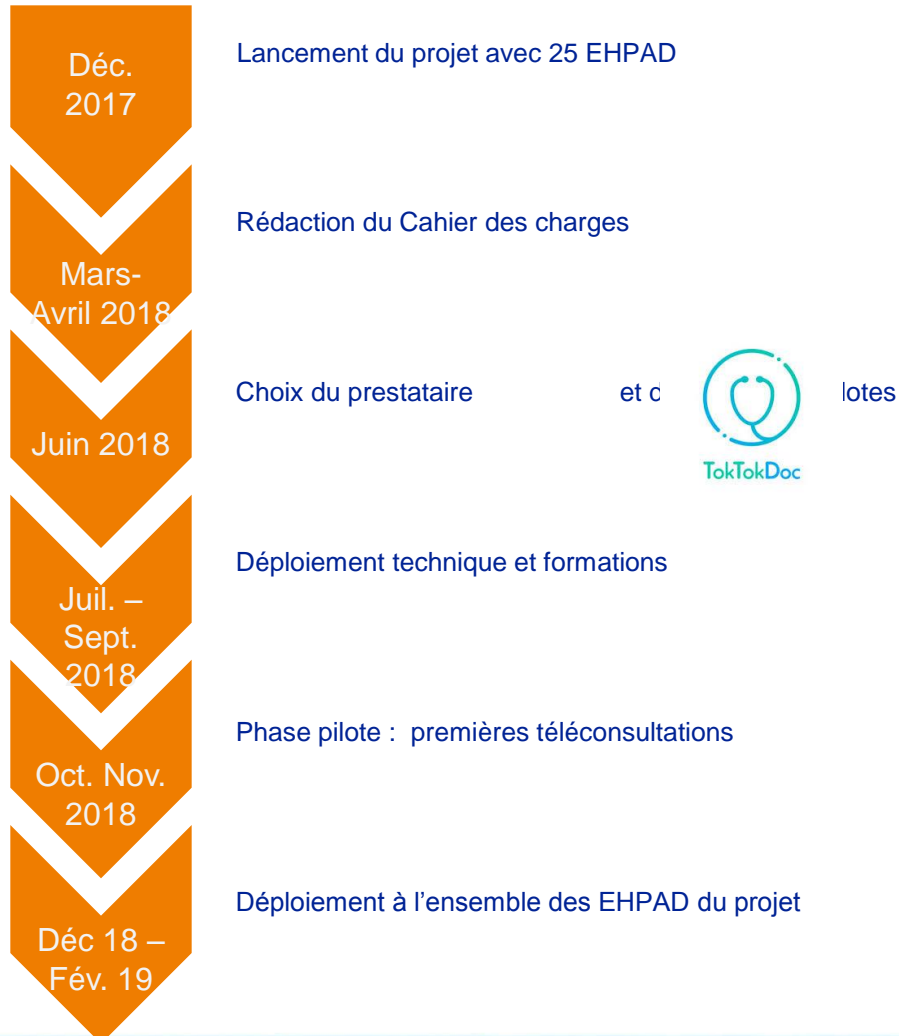 Déc.
2017
Lancement du projet avec 25 EHPAD
Mars-
Avril 2018
Rédaction du Cahier des charges
Juin 2018
Choix du prestataire et lotes
TokTokDoc
Juil. –
Sept.
2018
Déploiement technique et formations
Oct. Nov.
2018
Phase pilote :  premières téléconsultations
Déc 18 –
Fév. 19
Déploiement à l’ensemble des EHPAD du projet